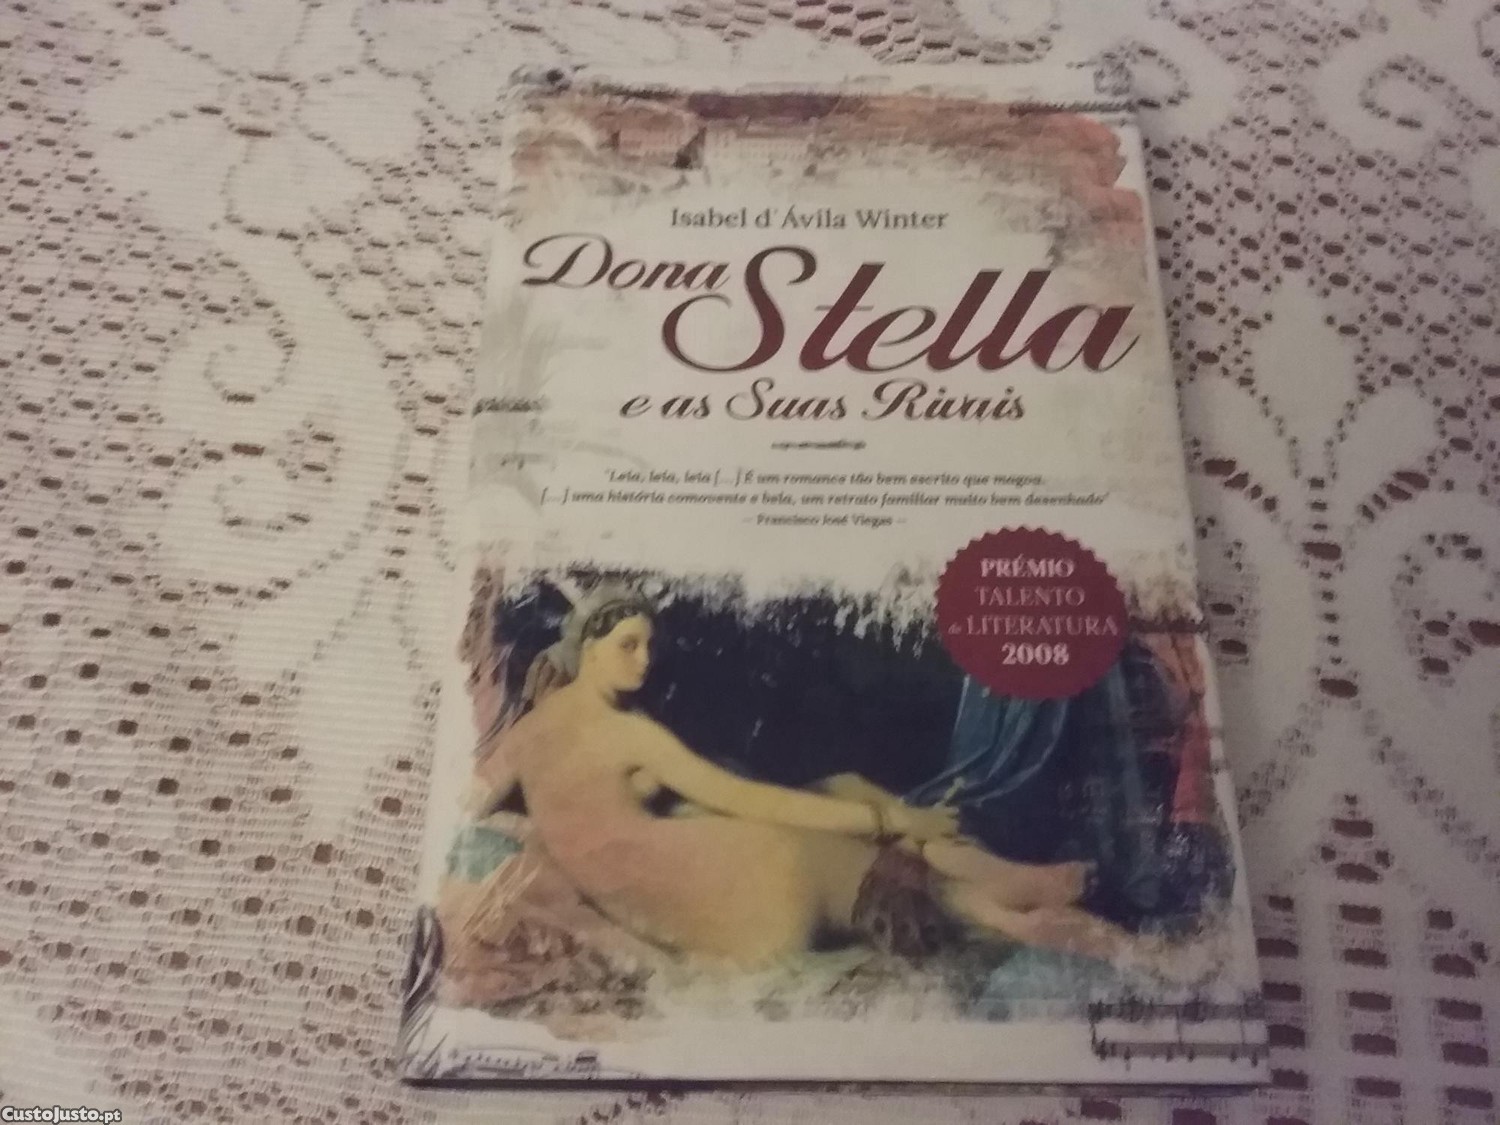 Isabel d'Ávila Winter
Dona Stella
e as Suas Rivais
"Leia, leia, leia [...] É um romance tão bem escrito que magoa.
[...] uma história comovente e bela, um retrato familiar muito bem desenhado"
– Francisco José Viegas –
PRÉMIO
TALENTO
de LITERATURA
2008
CustoJusto.pt